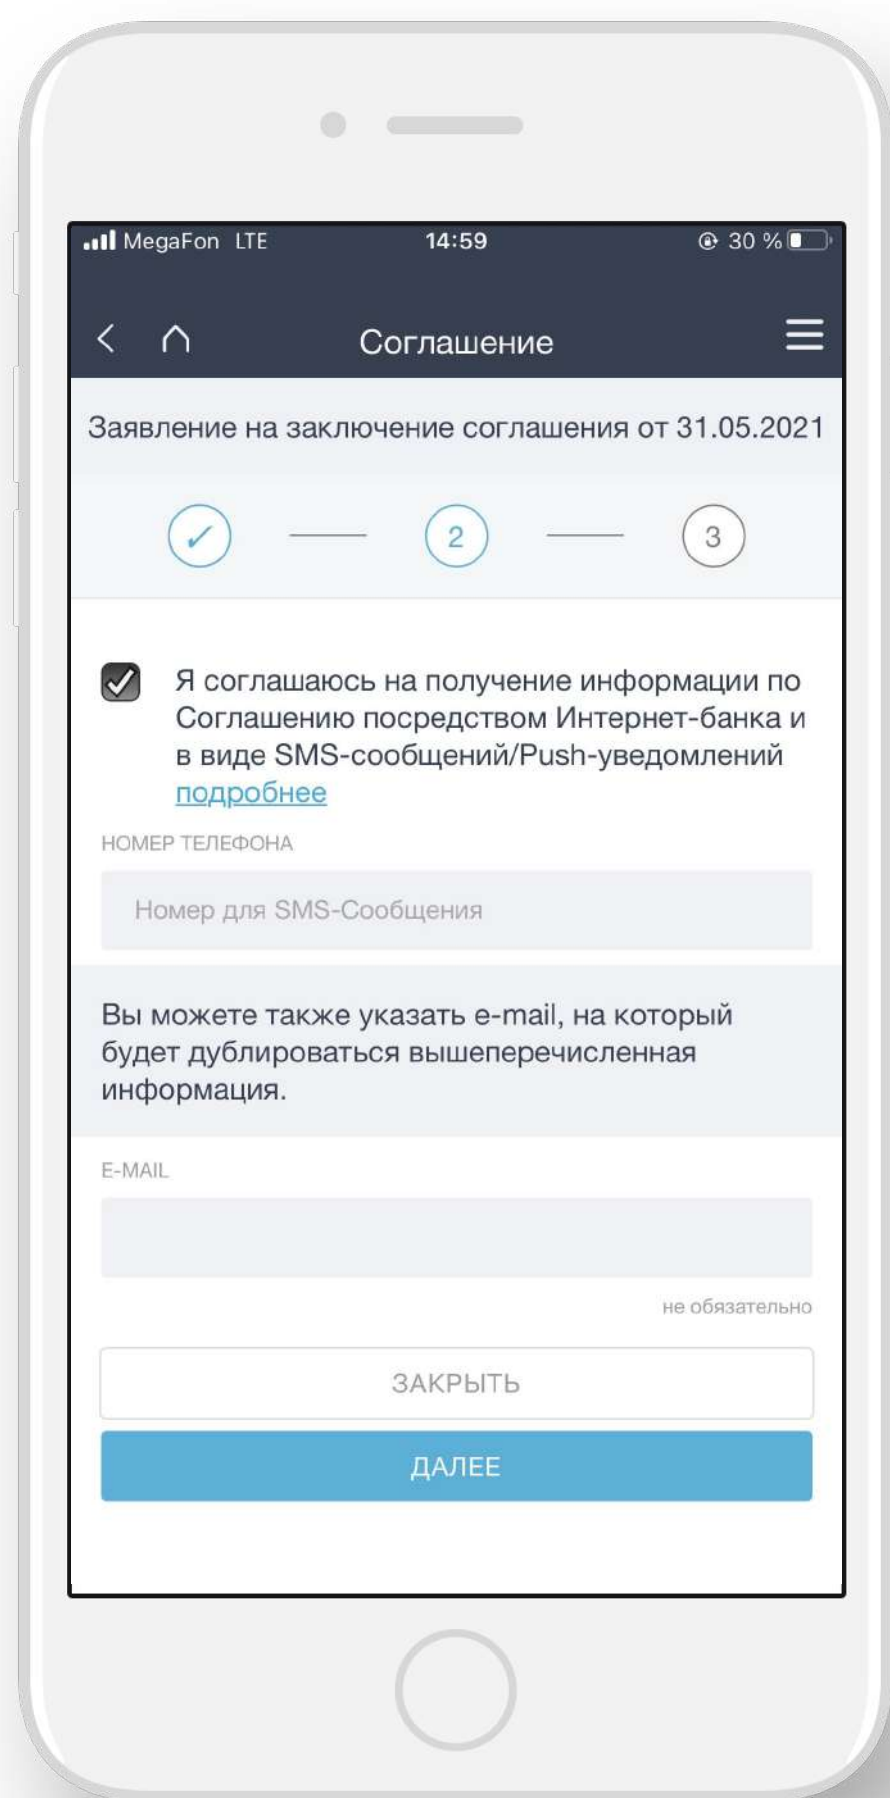 MegaFon LTE 14:59 30 %
Соглашение
Заявление на заключение соглашения от 31.05.2021
2 3
Я соглашаюсь на получение информации по
Соглашению посредством Интернет-банка и
в виде SMS-сообщений/Push-уведомлений
подробнее
НОМЕР ТЕЛЕФОНА
Номер для SMS-Сообщения
Вы можете также указать e-mail, на который
будет дублироваться вышеперечисленная
информация.
E-MAIL
не обязательно
ЗАКРЫТЬ
ДАЛЕЕ